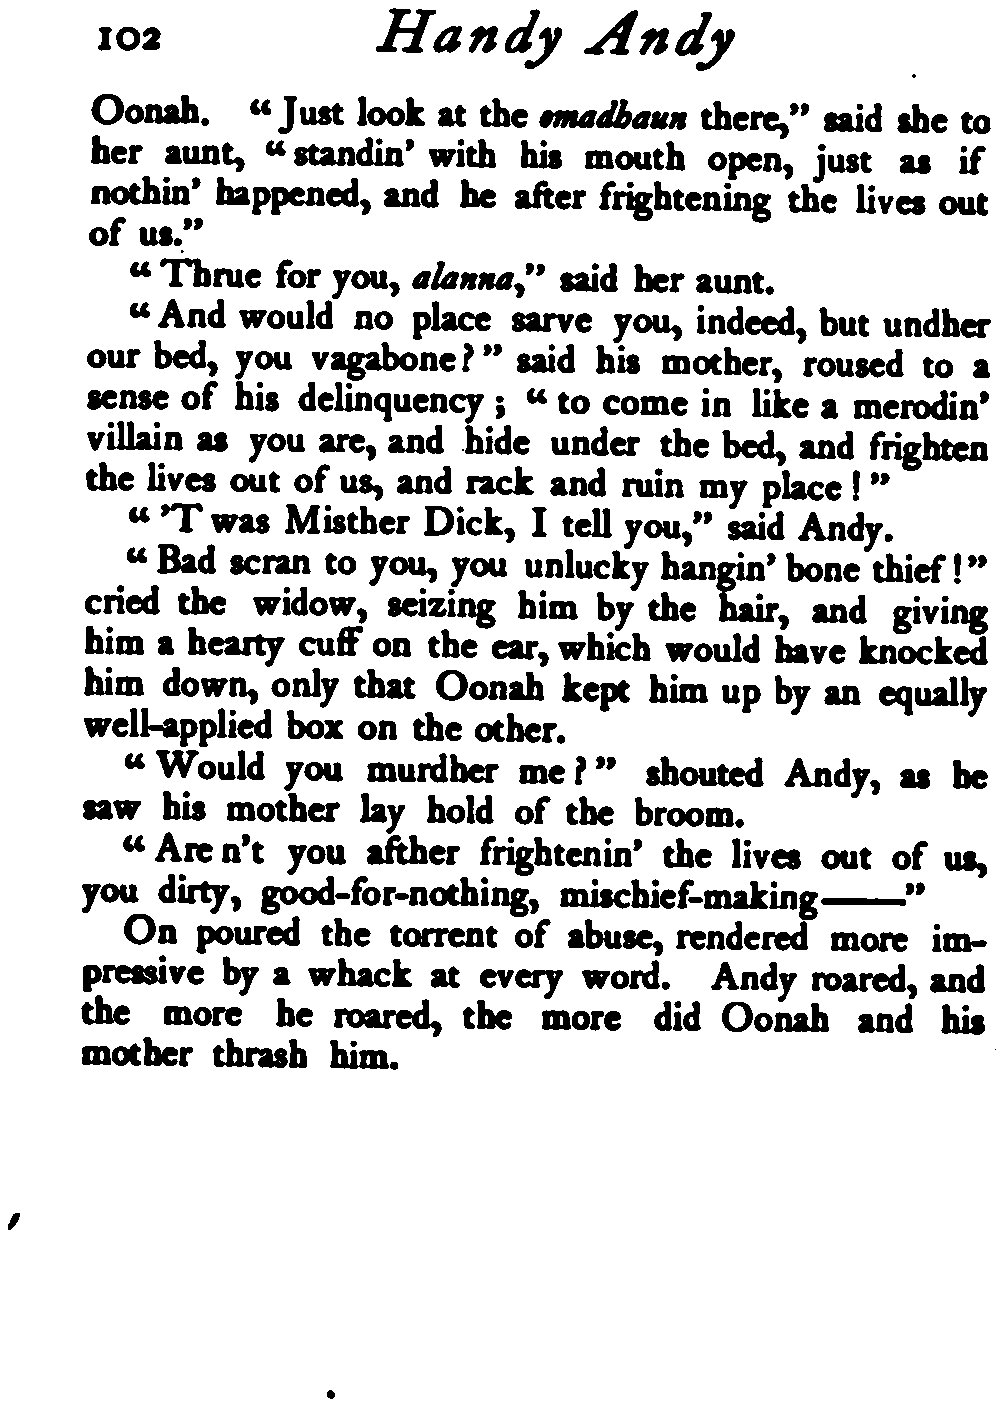 102 Handy Andy
Oonah. “Just look at the omadhaun there,” said she to
her aunt, “standin’ with his mouth open, just as if
nothin’ happened, and he after frightening the lives out
of us.”
“Thrue for you, alanna,” said her aunt.
“And would no place sarve you, indeed, but undher
our bed, you vagabone?” said his mother, roused to a
sense of his delinquency; “to come in like a merodin’
villain as you are, and hide under the bed, and frighten
the lives out of us, and rack and ruin my place!”
“’T was Misther Dick, I tell you,” said Andy.
“Bad scran to you, you unlucky hangin’ bone thief!”
cried the widow, seizing him by the hair, and giving
him a hearty cuff on the ear, which would have knocked
him down, only that Oonah kept him up by an equally
well-applied box on the other.
“Would you murdher me?” shouted Andy, as he
saw his mother lay hold of the broom.
“Are n’t you afther frightenin’ the lives out of us,
you dirty, good-for-nothing, mischief-making——”
On poured the torrent of abuse, rendered more im-
pressive by a whack at every word. Andy roared, and
the more he roared, the more did Oonah and his
mother thrash him.